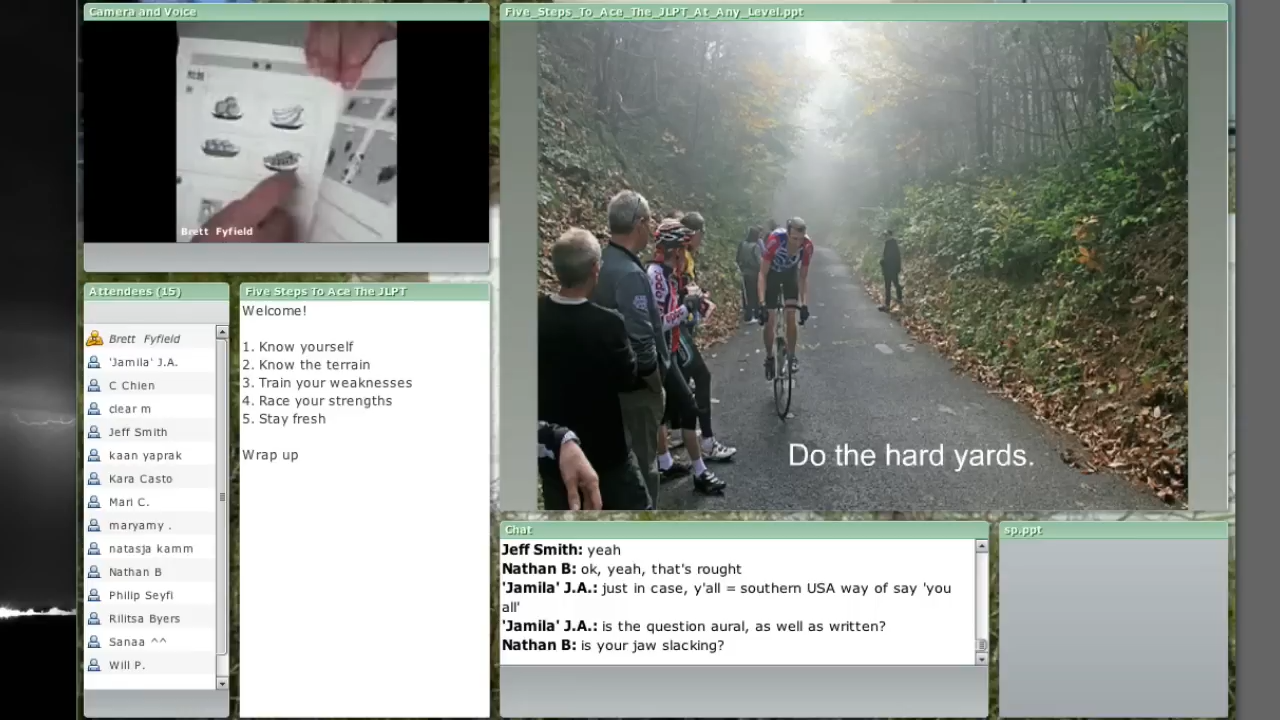 Camera and Voice
Brett Fyfield
Five_Steps_To_Ace_The_JLPT_At_Any_Level.ppt
Do the hard yards.
Attendees (15)
Brett Fyfield
'Jamila' J.A.
C Chien
clear m
Jeff Smith
kaan yaprak
Kara Casto
Mari C.
maryamy .
natasja kamm
Nathan B
Philip Seyfi
Rilitsa Byers
Sanaa ^^
Will P.
Five Steps To Ace The JLPT
Welcome!
1. Know yourself
2. Know the terrain
3. Train your weaknesses
4. Race your strengths
5. Stay fresh
Wrap up
Chat
Jeff Smith: yeah
Nathan B: ok, yeah, that's rought
'Jamila' J.A.: just in case, y'all = southern USA way of say 'you
all'
'Jamila' J.A.: is the question aural, as well as written?
Nathan B: is your jaw slacking?
sp.ppt